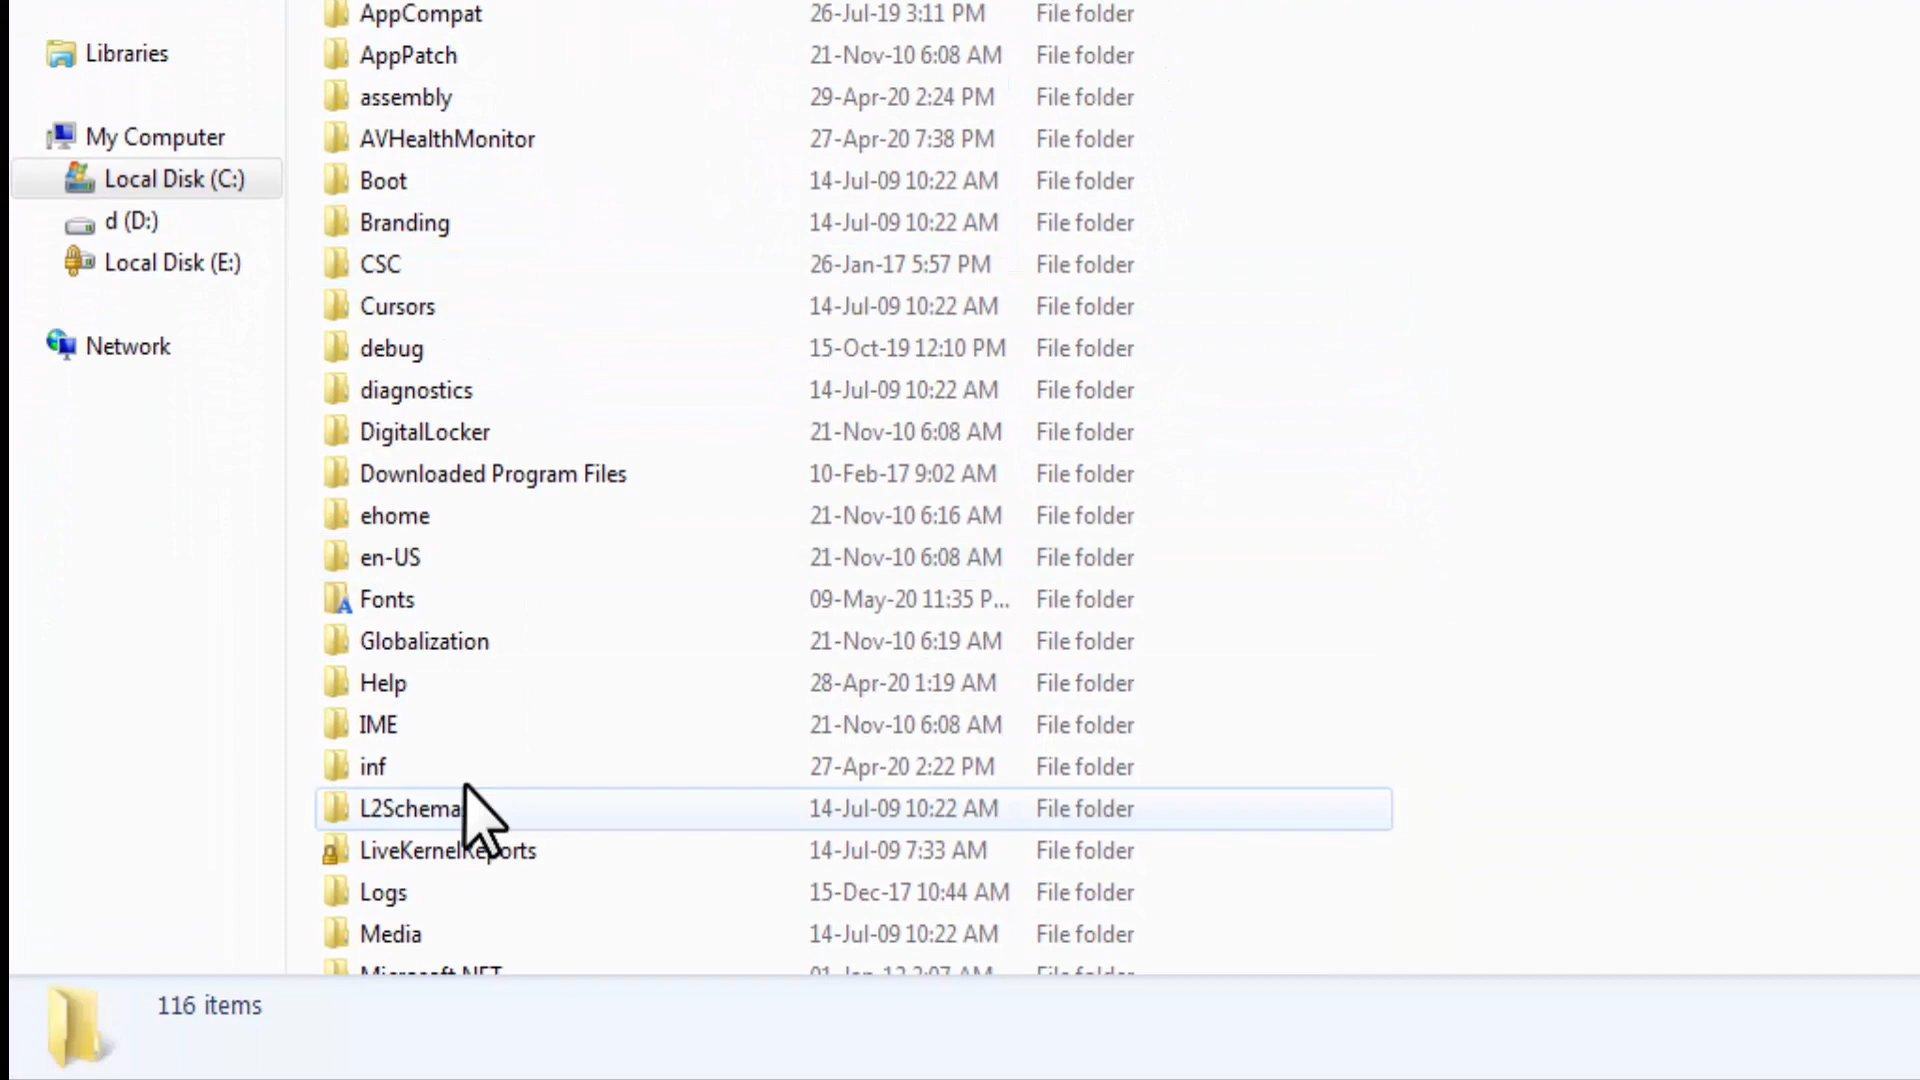 Libraries
My Computer
Local Disk (C:)
d (D:)
Local Disk (E:)
Network
AppCompat 26-Jul-19 3:11 PM File folder
AppPatch 21-Nov-10 6:08 AM File folder
assembly 29-Apr-20 2:24 PM File folder
AVHealthMonitor 27-Apr-20 7:38 PM File folder
Boot 14-Jul-09 10:22 AM File folder
Branding 14-Jul-09 10:22 AM File folder
CSC 26-Jan-17 5:57 PM File folder
Cursors 14-Jul-09 10:22 AM File folder
debug 15-Oct-19 12:10 PM File folder
diagnostics 14-Jul-09 10:22 AM File folder
DigitalLocker 21-Nov-10 6:08 AM File folder
Downloaded Program Files 10-Feb-17 9:02 AM File folder
ehome 21-Nov-10 6:16 AM File folder
en-US 21-Nov-10 6:08 AM File folder
Fonts 09-May-20 11:35 P... File folder
Globalization 21-Nov-10 6:19 AM File folder
Help 28-Apr-20 1:19 AM File folder
IME 21-Nov-10 6:08 AM File folder
inf 27-Apr-20 2:22 PM File folder
L2Schema 14-Jul-09 10:22 AM File folder
LiveKernelReports 14-Jul-09 7:33 AM File folder
Logs 15-Dec-17 10:44 AM File folder
Media 14-Jul-09 10:22 AM File folder
Microsoft.NET File folder
116 items